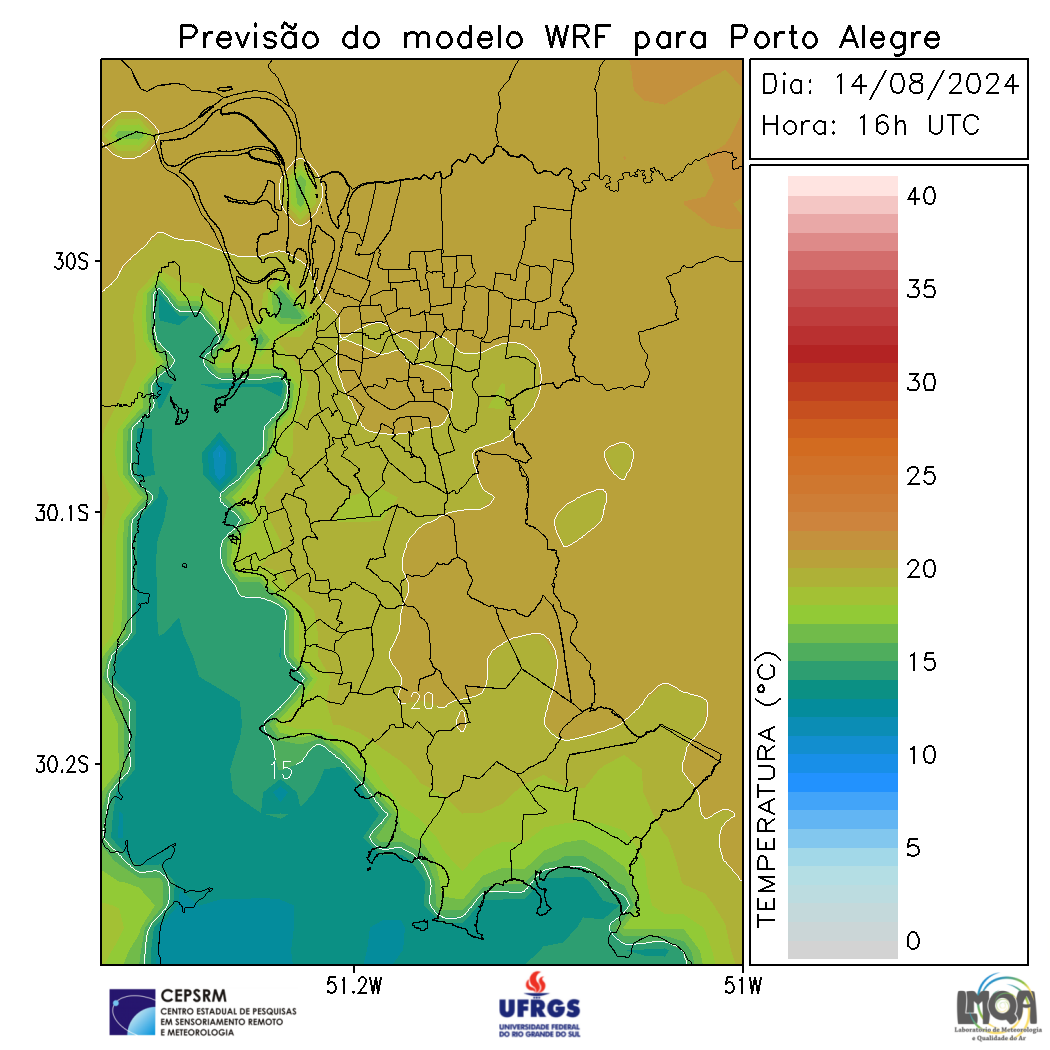 Previsão do modelo WRF para Porto Alegre
Dia: 14/08/2024
Hora: 16h UTC
40
35
30
25
20
15
10
5
0
TEMPERATURA (°C)
30S
30.1S
30.2S
20
15
51.2W
51W
CEPSRM
CENTRO ESTADUAL DE PESQUISAS
EM SENSORIAMENTO REMOTO
E METEOROLOGIA
UFRGS
UNIVERSIDADE FEDERAL
DO RIO GRANDE DO SUL
LMQA
Laboratório de Meteorologia
e Qualidade do Ar